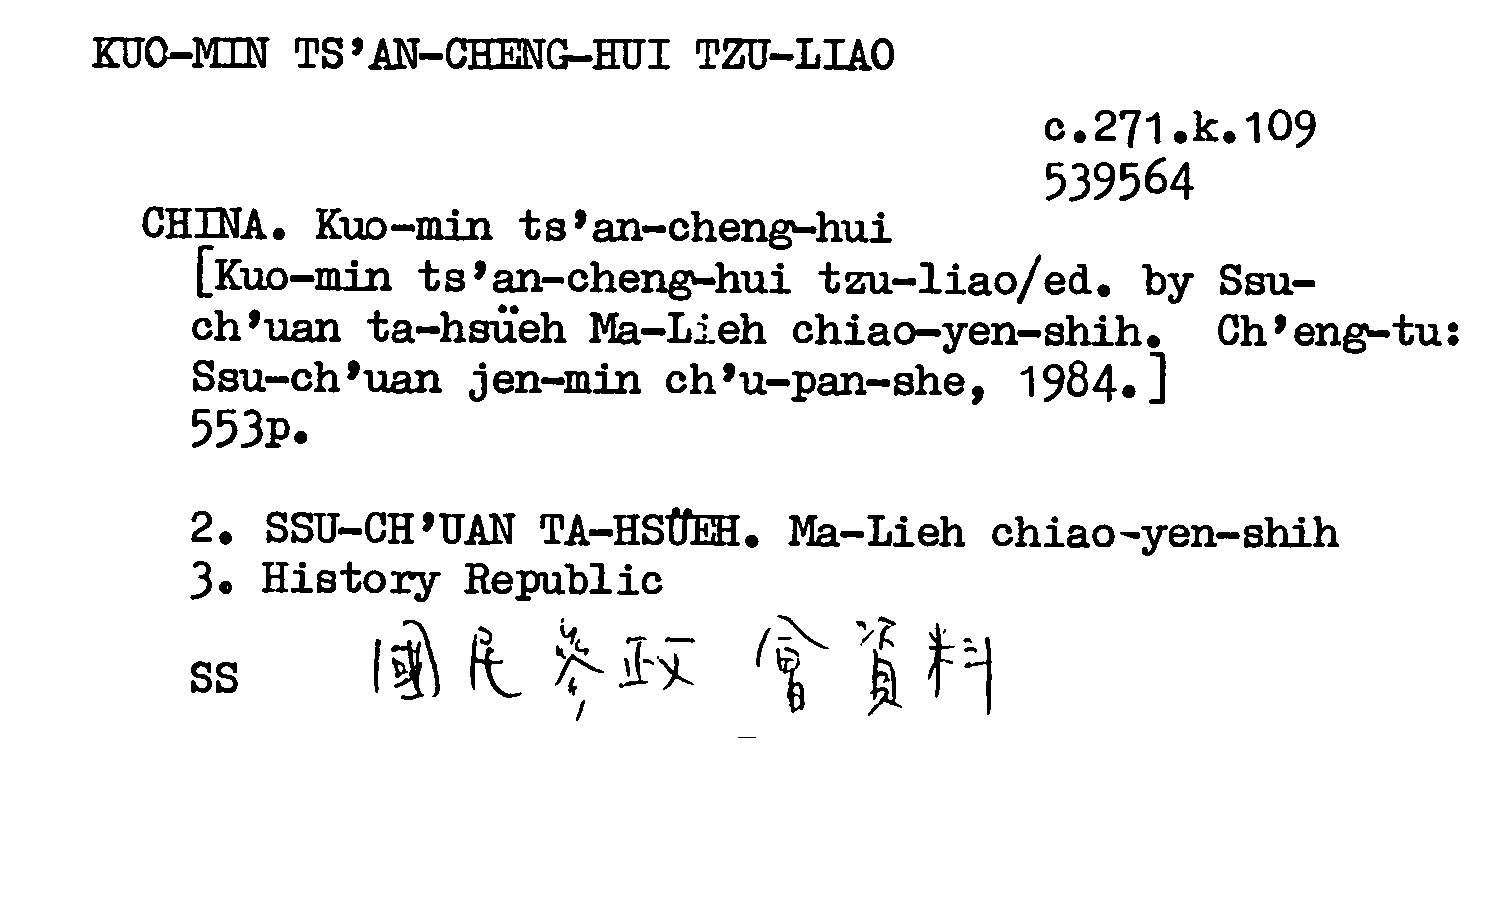 KUO-MIN TS'AN-CHENG-HUI TZU-LIAO
c.271.k.109
539564
CHINA. Kuo-min ts'an-cheng-hui
[Kuo-min ts'an-cheng-hui tzu-liao/ed. by Ssu-
ch'uan ta-hsüeh Ma-Lieh chiao-yen-shih. Ch'eng-tu:
Ssu-ch'uan jen-min ch'u-pan-she, 1984.]
553p.
2. SSU-CH'UAN TA-HSÜEH. Ma-Lieh chiao-yen-shih
3. History Republic
SS 國民參政會資料